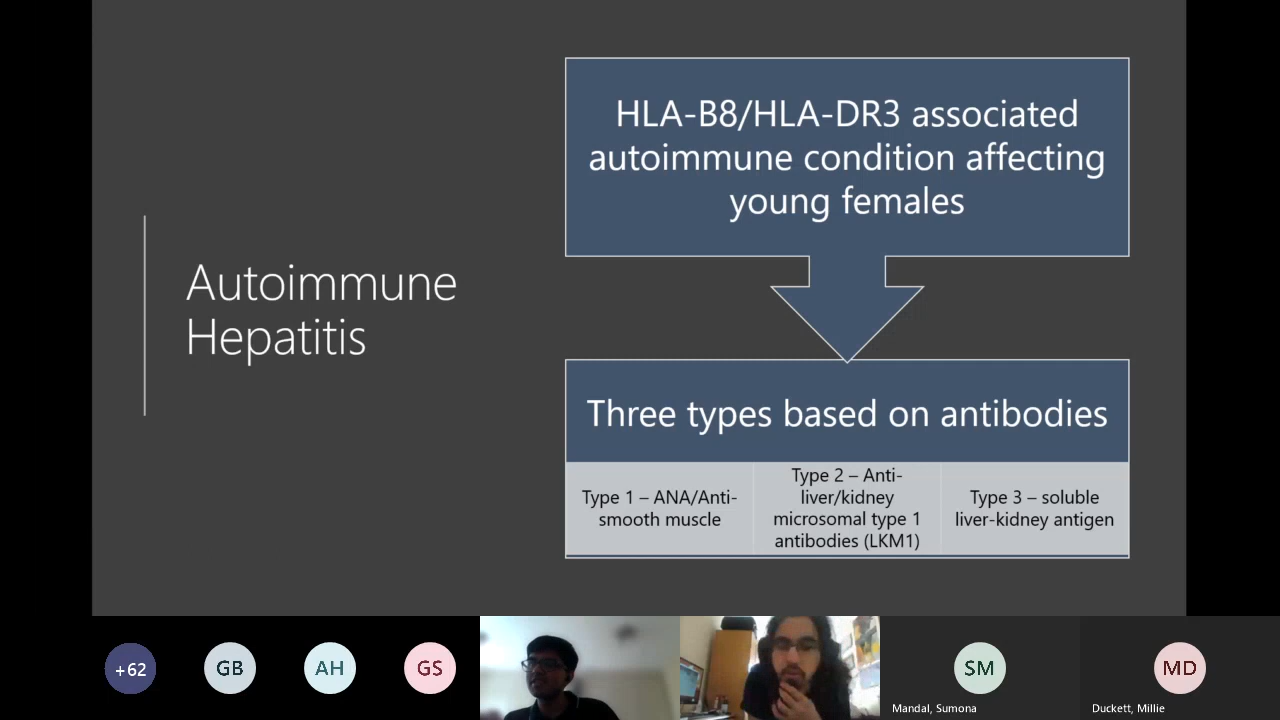 Autoimmune
Hepatitis
HLA-B8/HLA-DR3 associated
autoimmune condition affecting
young females
Three types based on antibodies
Type 1 – ANA/Anti-
smooth muscle
Type 2 – Anti-
liver/kidney
microsomal type 1
antibodies (LKM1)
Type 3 – soluble
liver-kidney antigen
+62
GB
AH
GS
SM
Mandal, Sumona
MD
Duckett, Millie